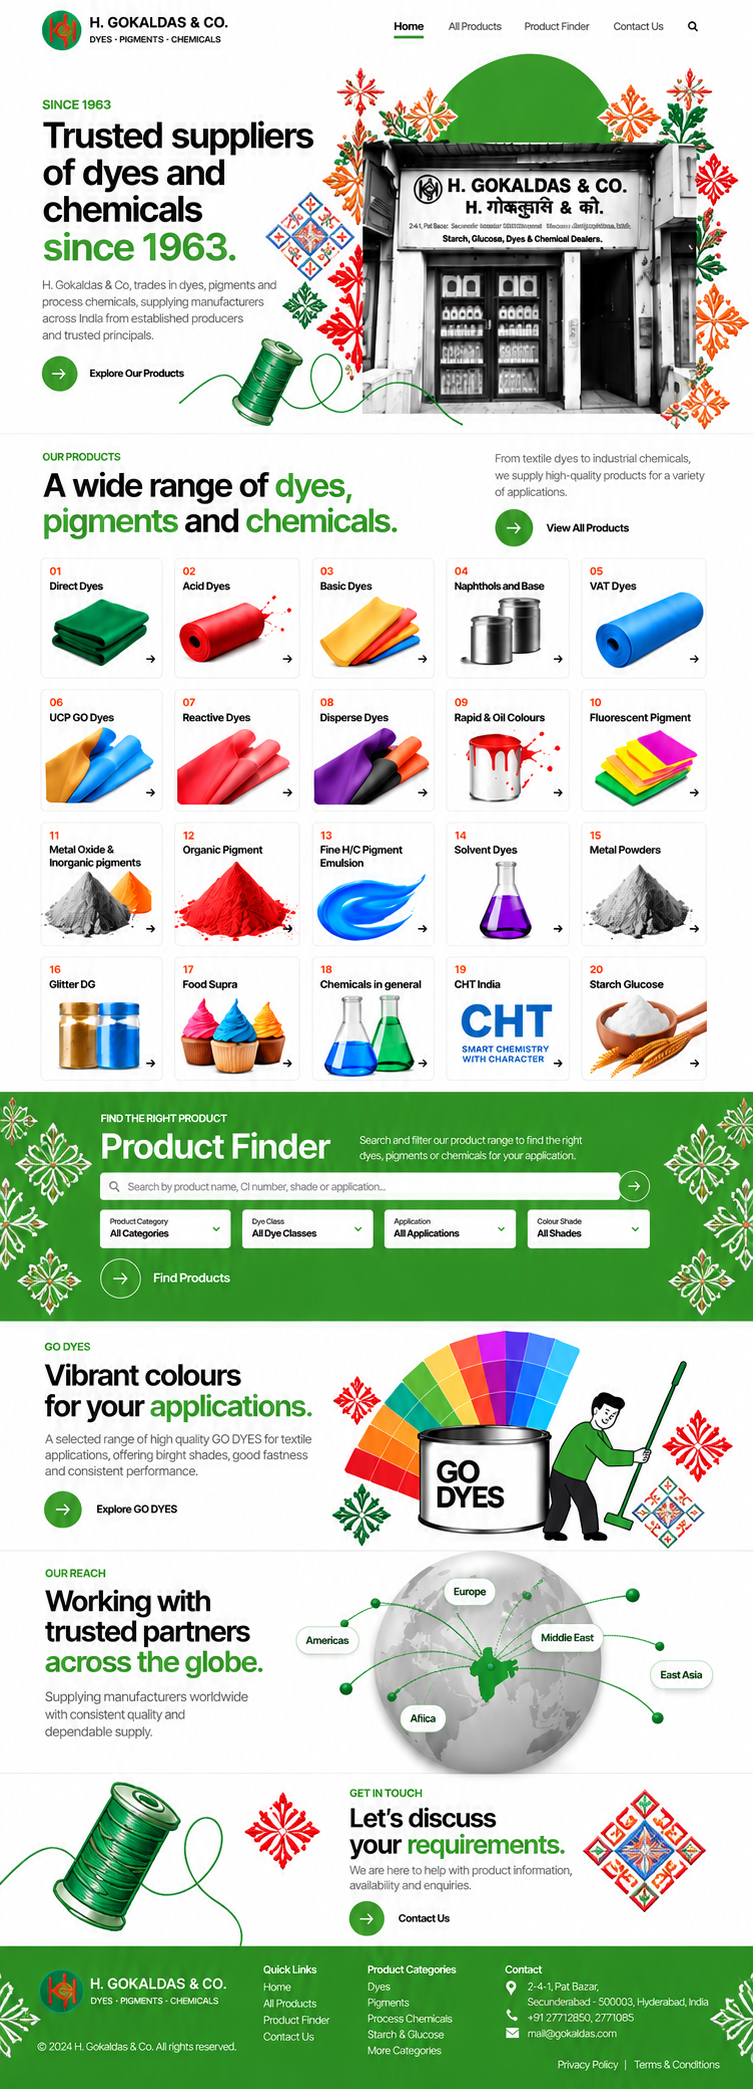 H. GOKALDAS & CO.
DYES · PIGMENTS · CHEMICALS
Home
All Products
Product Finder
Contact Us
SINCE 1963
Trusted suppliers
of dyes and
chemicals
since 1963.
H. Gokaldas & Co, trades in dyes, pigments and
process chemicals, supplying manufacturers
across India from established producers
and trusted principals.
Explore Our Products
H. GOKALDAS & CO.
H.
& को.
Starch, Glucose, Dyes & Chemical Dealers.
OUR PRODUCTS
A wide range of dyes,
pigments and chemicals.
From textile dyes to industrial chemicals,
we supply high-quality products for a variety
of applications.
View All Products
01
Direct Dyes
02
Acid Dyes
03
Basic Dyes
04
Naphthols and Base
05
VAT Dyes
06
UCP GO Dyes
07
Reactive Dyes
08
Disperse Dyes
09
Rapid & Oil Colours
10
Fluorescent Pigment
11
Metal Oxide &
Inorganic pigments
12
Organic Pigment
13
Fine H/C Pigment
Emulsion
14
Solvent Dyes
15
Metal Powders
16
Glitter DG
17
Food Supra
18
Chemicals in general
19
CHT India
CHT
SMART CHEMISTRY
WITH CHARACTER
20
Starch Glucose
FIND THE RIGHT PRODUCT
Product Finder
Search and filter our product range to find the right
dyes, pigments or chemicals for your application.
Search by product name, CI number, shade or application...
Product Category
All Categories
Dye Class
All Dye Classes
Application
All Applications
Colour Shade
All Shades
Find Products
GO DYES
Vibrant colours
for your applications.
A selected range of high quality GO DYES for textile
applications, offering birght shades, good fastness
and consistent performance.
Explore GO DYES
GO
DYES
OUR REACH
Working with
trusted partners
across the globe.
Supplying manufacturers worldwide
with consistent quality and
dependable supply.
Europe
Americas
Middle East
East Asia
Afiica
GET IN TOUCH
Let's discuss
your requirements.
We are here to help with product information,
availability and enquiries.
Contact Us
H. GOKALDAS & CO.
DYES · PIGMENTS · CHEMICALS
© 2024 H. Gokaldas & Co. All rights reserved.
Quick Links
Home
All Products
Product Finder
Contact Us
Product Categories
Dyes
Pigments
Process Chemicals
Starch & Glucose
More Categories
Contact
2-4-1, Pat Bazar,
Secunderabad - 500003, Hyderabad, India
+91 27712850, 2771085
mail@gokaldas.com
Privacy Policy | Terms & Conditions